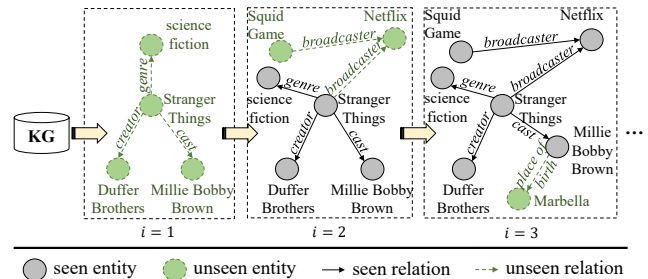 KG
science
fiction
genre
Stranger
Things
creator
cast
Duffer
Brothers
Millie Bobby
Brown
i = 1
Squid
Game
Netflix
broadcaster
broadcaster
genre
science
fiction
Stranger
Things
creator
cast
Duffer
Brothers
Millie Bobby
Brown
i = 2
Squid
Game
Netflix
broadcaster
broadcaster
genre
science
fiction
Stranger
Things
creator
cast
Millie
Bobby
Brown
place of
birth
Duffer
Brothers
Marbella
i = 3
...
seen entity
unseen entity
seen relation
unseen relation